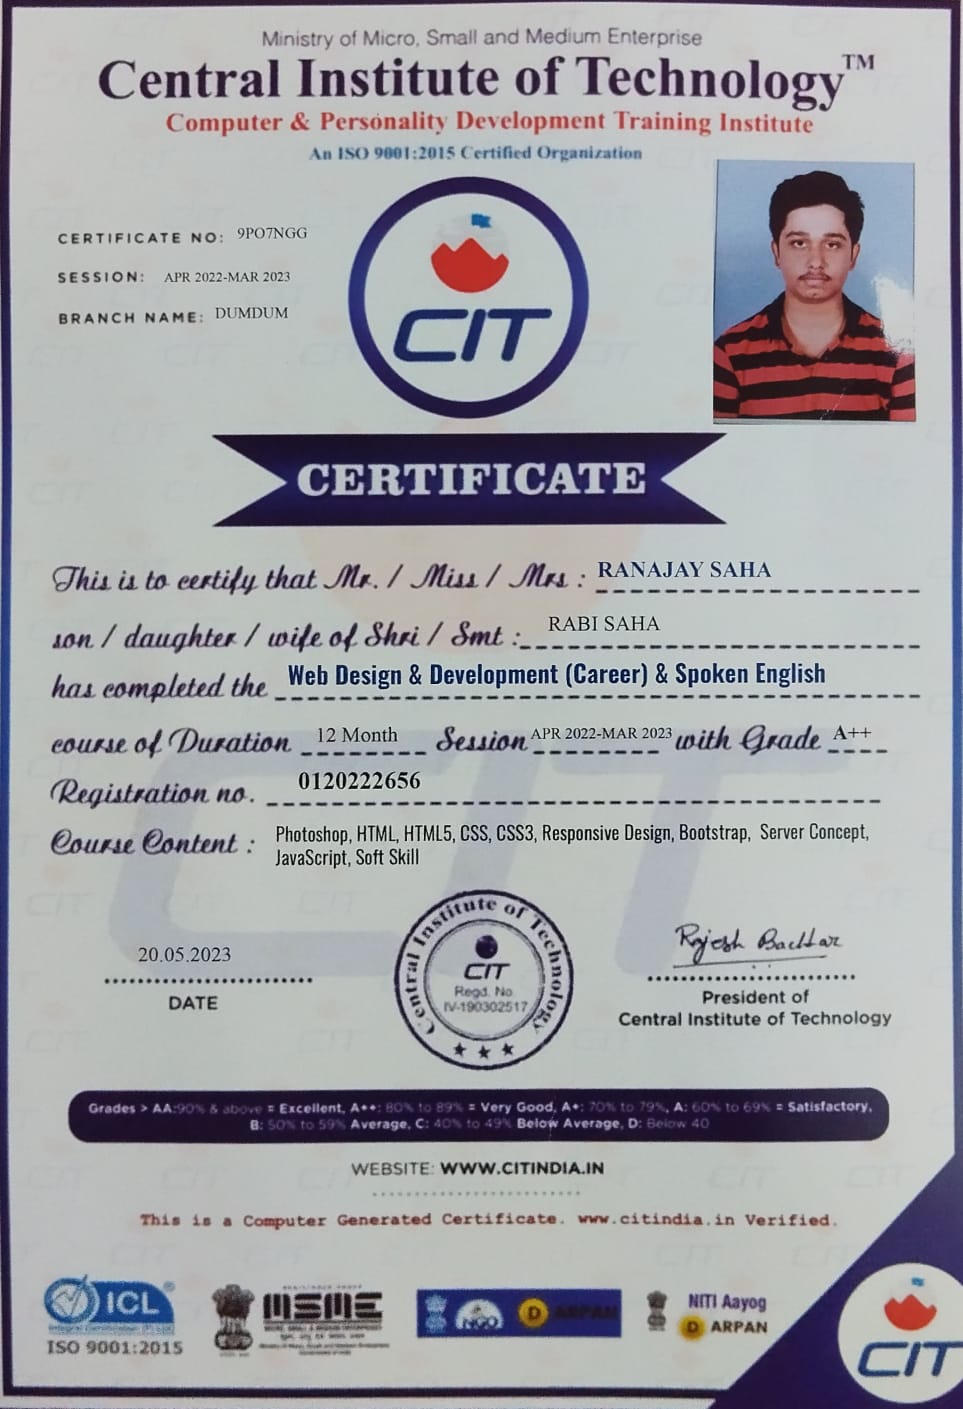 Ministry of Micro, Small and Medium Enterprise
Central Institute of Technology™
Computer & Personality Development Training Institute
An ISO 9001:2015 Certified Organization
CERTIFICATE NO: 9PO7NGG
SESSION: APR 2022-MAR 2023
BRANCH NAME: DUMDUM
CIT
CERTIFICATE
This is to certify that Mr. / Miss / Mrs : RANAJAY SAHA
son / daughter / wife of Shri / Smt : RABI SAHA
has completed the Web Design & Development (Career) & Spoken English
course of Duration 12 Month Session APR 2022-MAR 2023 with Grade A++
Registration no. 0120222656
Course Content : Photoshop, HTML, HTML5, CSS, CSS3, Responsive Design, Bootstrap, Server Concept,
JavaScript, Soft Skill
20.05.2023
DATE
Central Institute of Technology
CIT
Regd. No
IV-190302517
Rajesh
President of
Central Institute of Technology
Grades > AA:90% & above = Excellent, A++: 80% to 89% = Very Good, A+: 70% to 79%, A: 60% to 69% = Satisfactory,
B: 50% to 59% Average, C: 40% to 49% Below Average, D: Below 40
WEBSITE: WWW.CITINDIA.IN
This is a Computer Generated Certificate. www.citindia.in Verified.
ICL
ISO 9001:2015
MSME
NGO D ARPAN
NITI Aayog
D ARPAN
CIT